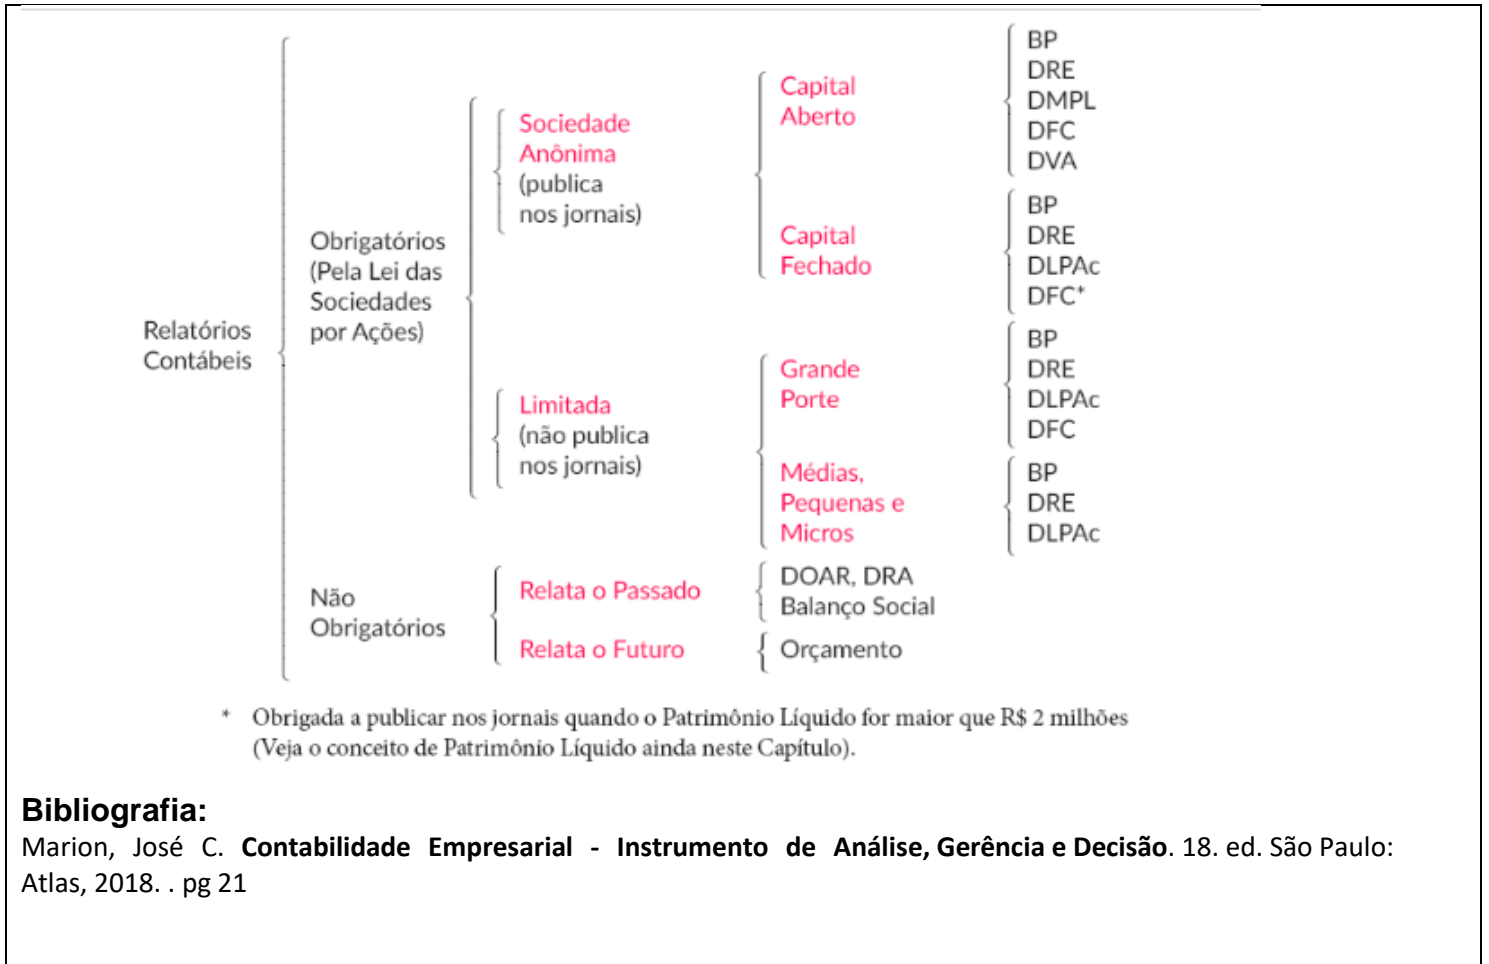 Relatórios
Contábeis
Obrigatórios
(Pela Lei das
Sociedades
por Ações)
Sociedade
Anônima
(publica
nos jornais)
Capital
Aberto
BP
DRE
DMPL
DFC
DVA
Capital
Fechado
BP
DRE
DLPAc
DFC*
Limitada
(não publica
nos jornais)
Grande
Porte
BP
DRE
DLPAc
DFC
Médias,
Pequenas e
Micros
BP
DRE
DLPAc
Não
Obrigatórios
Relata o Passado
DOAR, DRA
Balanço Social
Relata o Futuro
Orçamento
* Obrigada a publicar nos jornais quando o Patrimônio Líquido for maior que R$ 2 milhões
(Veja o conceito de Patrimônio Líquido ainda neste Capítulo).
Bibliografia:
Marion, José C. Contabilidade Empresarial - Instrumento de Análise, Gerência e Decisão. 18. ed. São Paulo:
Atlas, 2018. . pg 21